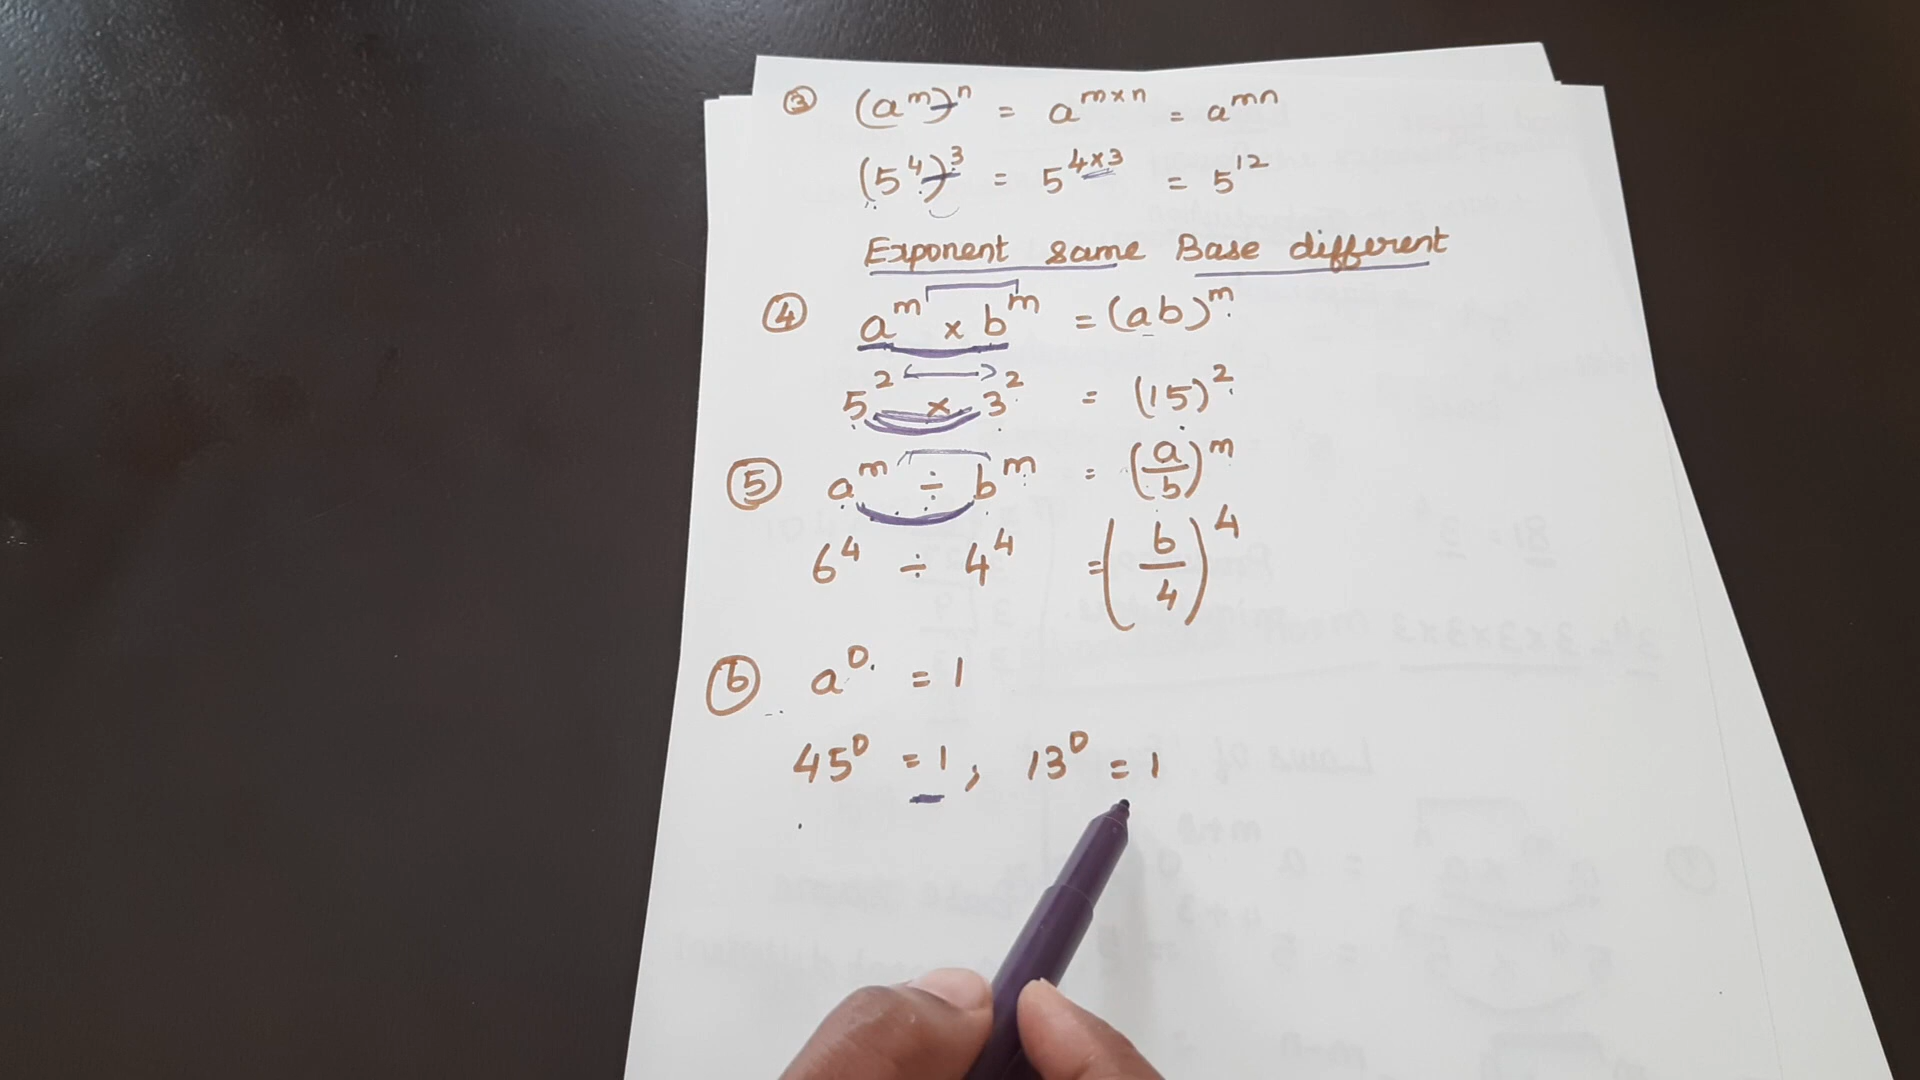 ③ (a^m)^n = a^{m×n} = a^{mn}
(5^4)^3 = 5^{4×3} = 5^{12}
Exponent same Base different
④ a^m × b^m = (ab)^m
5^2 × 3^2 = (15)^2
⑤ a^m ÷ b^m = (a/b)^m
6^4 ÷ 4^4 = (6/4)^4
⑥ a^0 = 1
45^0 = 1, 13^0 = 1